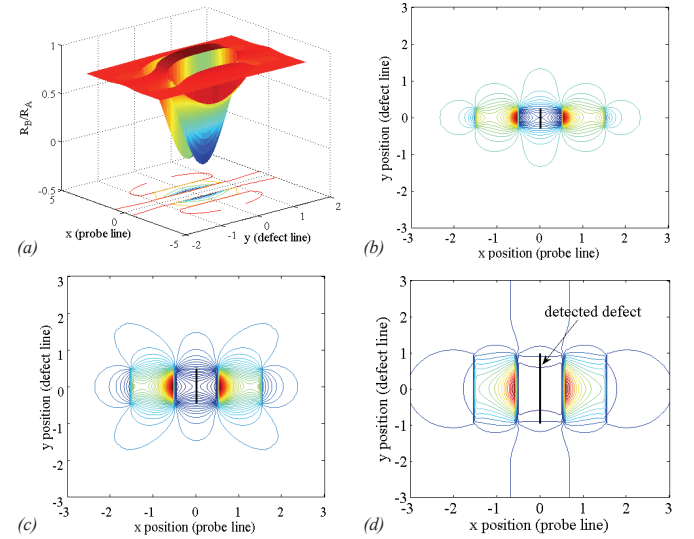 (a)
1
0.5
0
-0.5
R_B/R_A
5
0
-5
x (probe line)
-2
-1
0
1
2
y (defect line)
(b)
3
2
1
0
-1
-2
-3
y position (defect line)
-3 -2 -1 0 1 2 3
x position (probe line)
(c)
3
2
1
0
-1
-2
-3
y position (defect line)
-3 -2 -1 0 1 2 3
x position (probe line)
(d)
detected defect
3
2
1
0
-1
-2
-3
y position (defect line)
-3 -2 -1 0 1 2 3
x position (probe line)